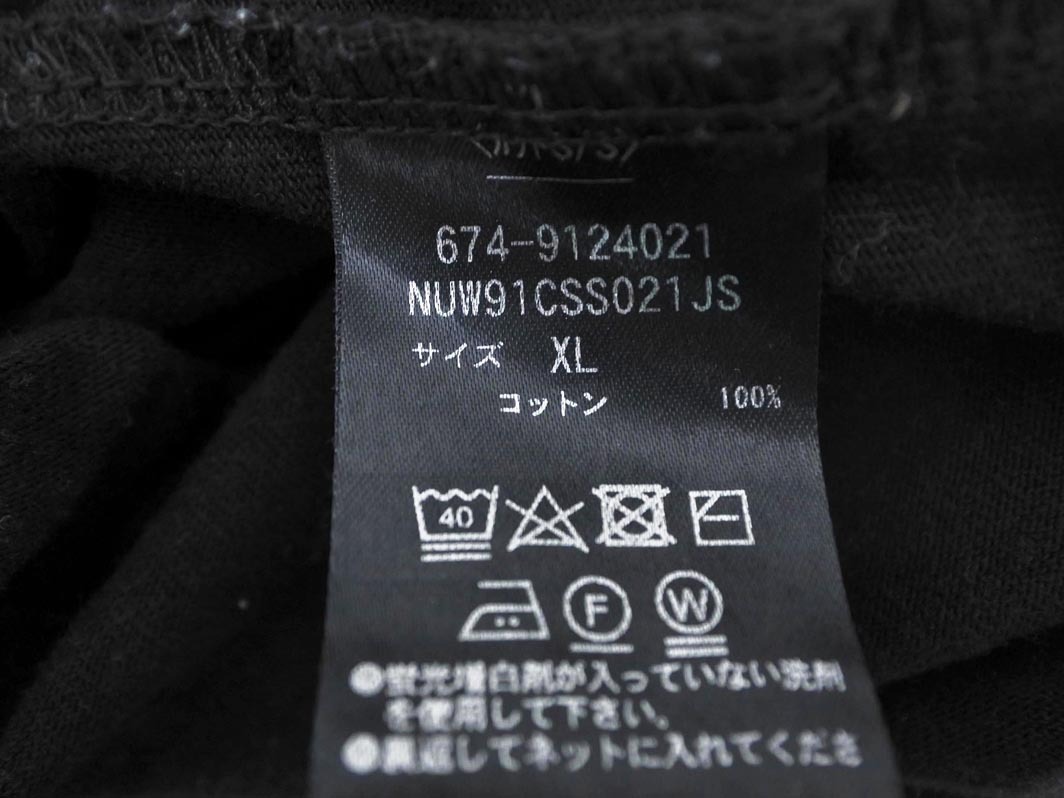 674-9124021
NUW91CSS021JS
サイズ XL
コットン 100%
40
F W
●蛍光増白剤が入っていない洗剤
を使用して下さい。
●裏返してネットに入れてくださ